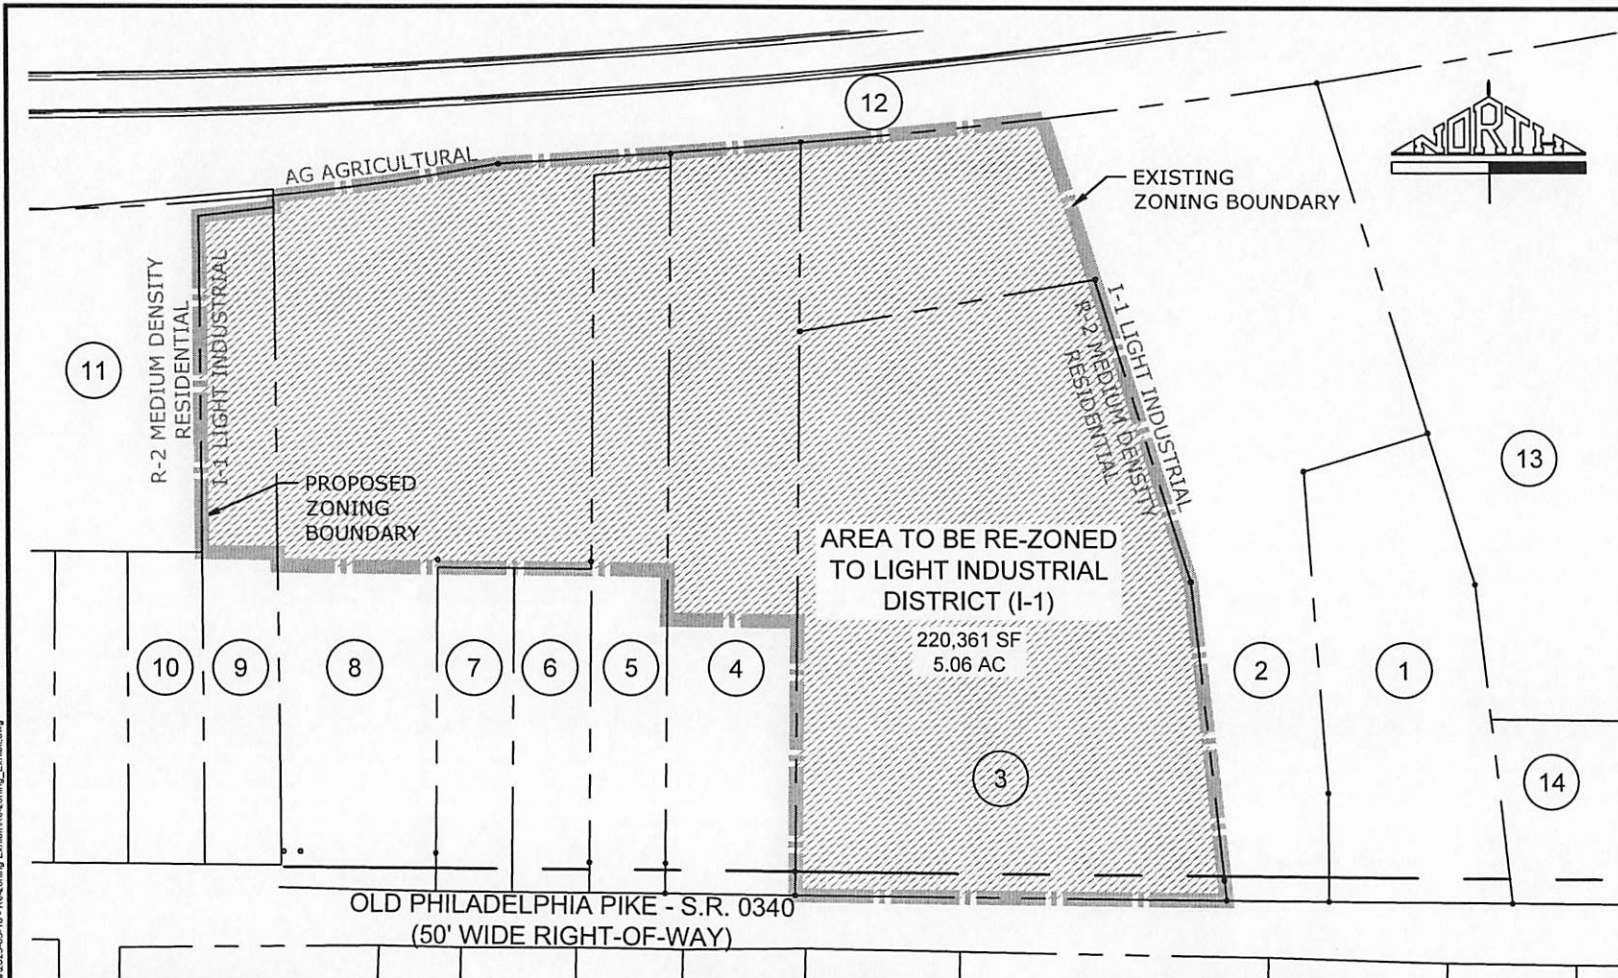 12
NORTH
AG AGRICULTURAL
EXISTING
ZONING BOUNDARY
R-2 MEDIUM DENSITY
RESIDENTIAL
I-1 LIGHT INDUSTRIAL
I-1 LIGHT INDUSTRIAL
R-2 MEDIUM DENSITY
RESIDENTIAL
11
13
PROPOSED
ZONING
BOUNDARY
AREA TO BE RE-ZONED
TO LIGHT INDUSTRIAL
DISTRICT (I-1)
220,361 SF
5.06 AC
10
9
8
7
6
5
4
2
1
3
14
OLD PHILADELPHIA PIKE - S.R. 0340
(50' WIDE RIGHT-OF-WAY)